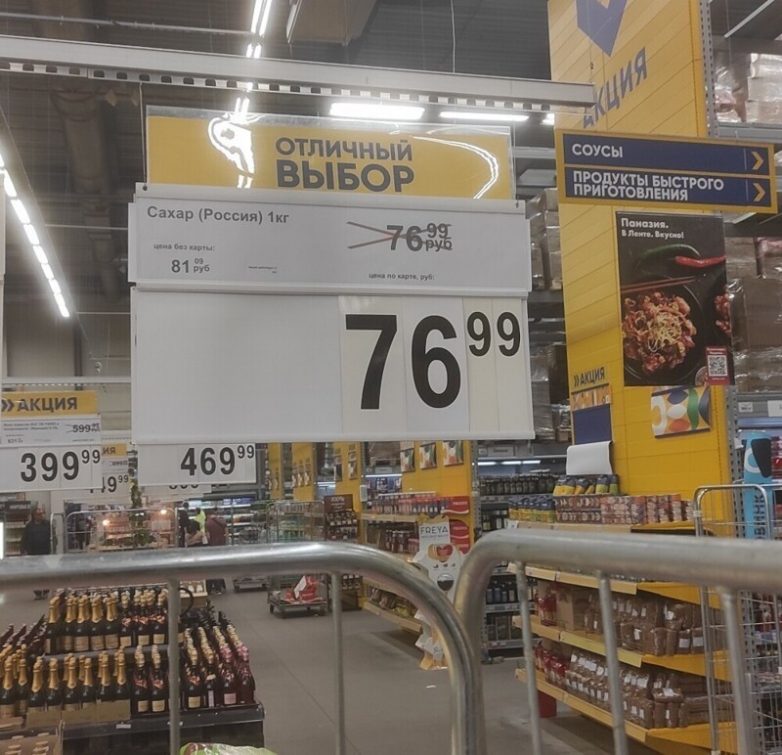 АКЦИЯ
ОТЛИЧНЫЙ
ВЫБОР
СОУСЫ
ПРОДУКТЫ БЫСТРОГО
ПРИГОТОВЛЕНИЯ
Сахар (Россия) 1кг
76 99
руб
цена без карты:
81 09
руб
цена по карте, руб:
76 99
Паназия.
В Ленте. Вкусно!
»АКЦИЯ
»АКЦИЯ
599
399 99
469 99
FREYA